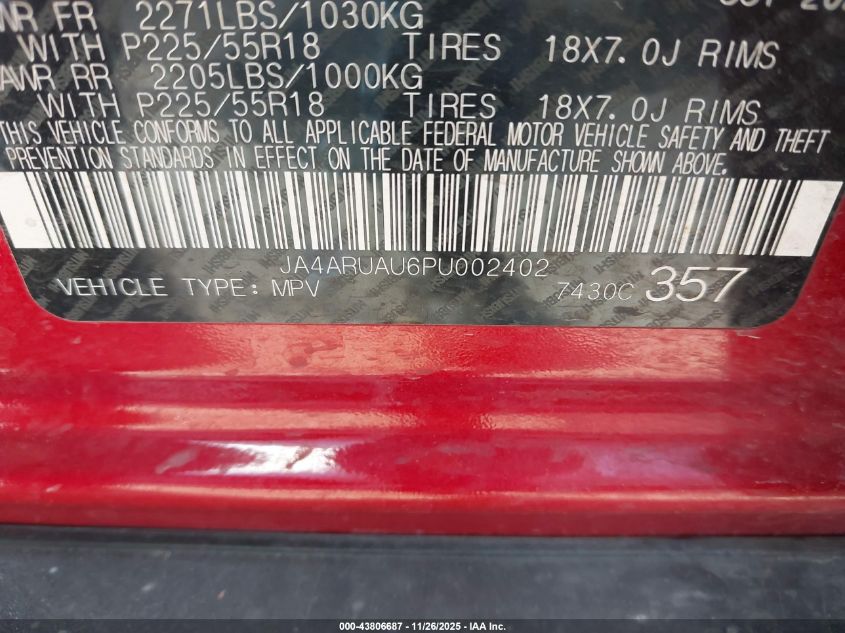 FR 2271LBS/1030KG
WITH P225/55R18 TIRES 18X7.0J RIMS
RR 2205LBS/1000KG
WITH P225/55R18 TIRES 18X7.0J RIMS
THIS VEHICLE CONFORMS TO ALL APPLICABLE FEDERAL MOTOR VEHICLE SAFETY AND THEFT
PREVENTION STANDARDS IN EFFECT ON THE DATE OF MANUFACTURE SHOWN ABOVE.
JA4ARUAU6PU002402
VEHICLE TYPE: MPV 7430C 357
000-43806687 - 11/26/2025 - IAA Inc.